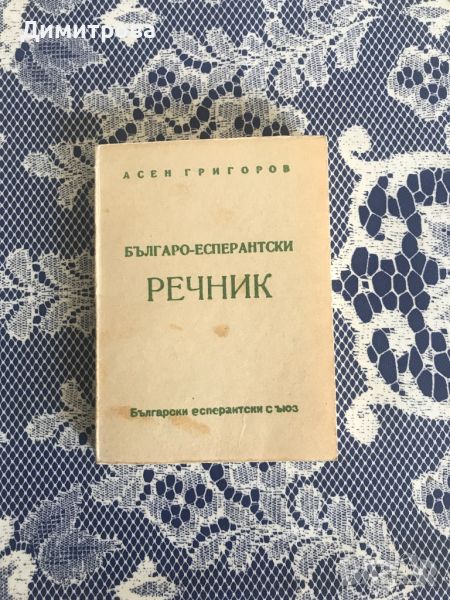 Димитрова
АСЕН ГРИГОРОВ
БЪЛГАРО-ЕСПЕРАНТСКИ
РЕЧНИК
Български есперантски съюз